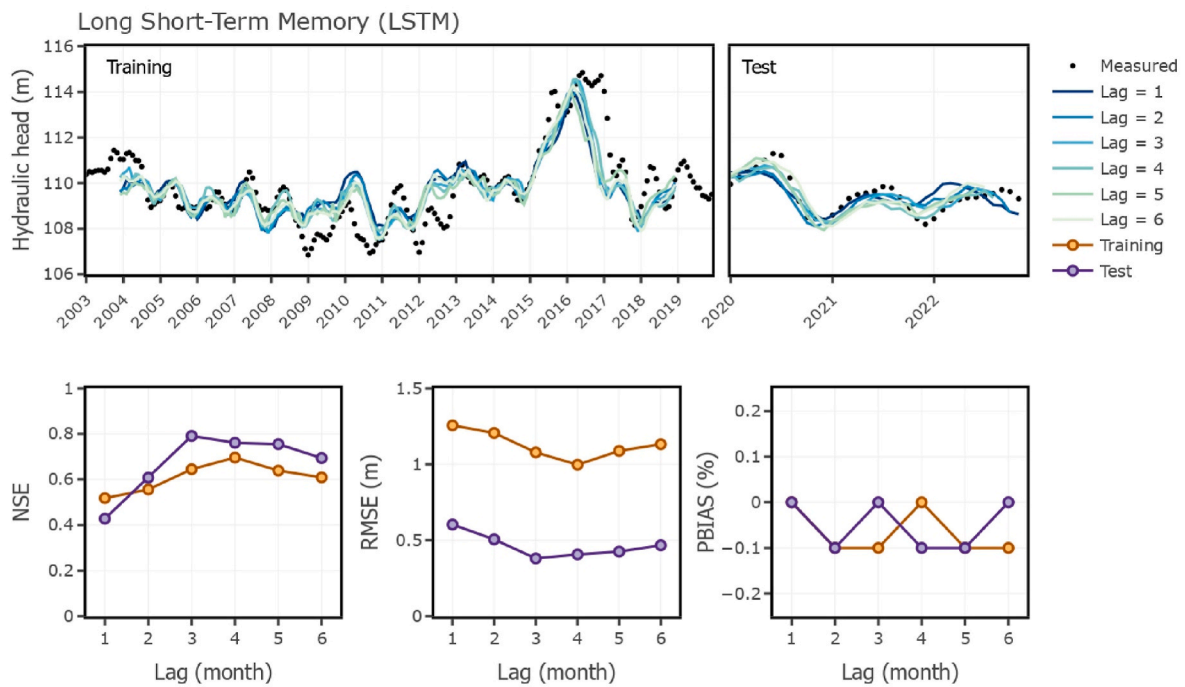 Long Short-Term Memory (LSTM)
Hydraulic head (m)
116
114
112
110
108
106
Training
2003 2004 2005 2006 2007 2008 2009 2010 2011 2012 2013 2014 2015 2016 2017 2018 2019
Test
2020 2021 2022
Measured
Lag = 1
Lag = 2
Lag = 3
Lag = 4
Lag = 5
Lag = 6
Training
Test
NSE
1
0.8
0.6
0.4
0.2
0
1 2 3 4 5 6
Lag (month)
RMSE (m)
1.5
1
0.5
0
1 2 3 4 5 6
Lag (month)
PBIAS (%)
0.2
0.1
0
−0.1
−0.2
1 2 3 4 5 6
Lag (month)